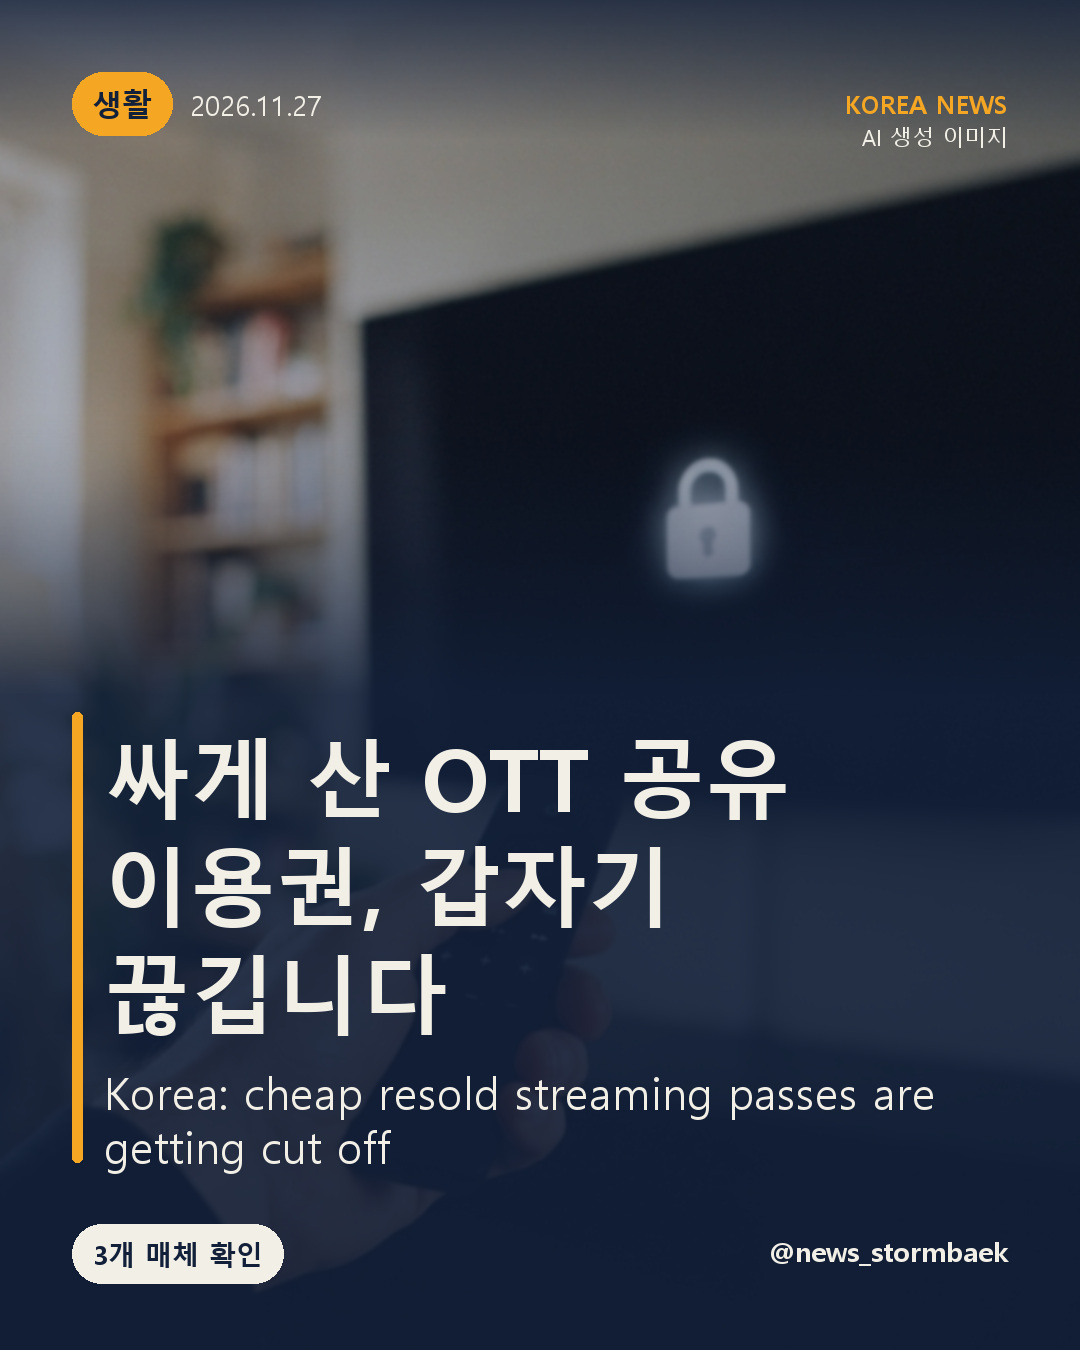 생활
2026.11.27
KOREA NEWS
AI 생성 이미지
싸게 산 OTT 공유
이용권, 갑자기
끊깁니다
Korea: cheap resold streaming passes are
getting cut off
3개 매체 확인
@news_stormbaek